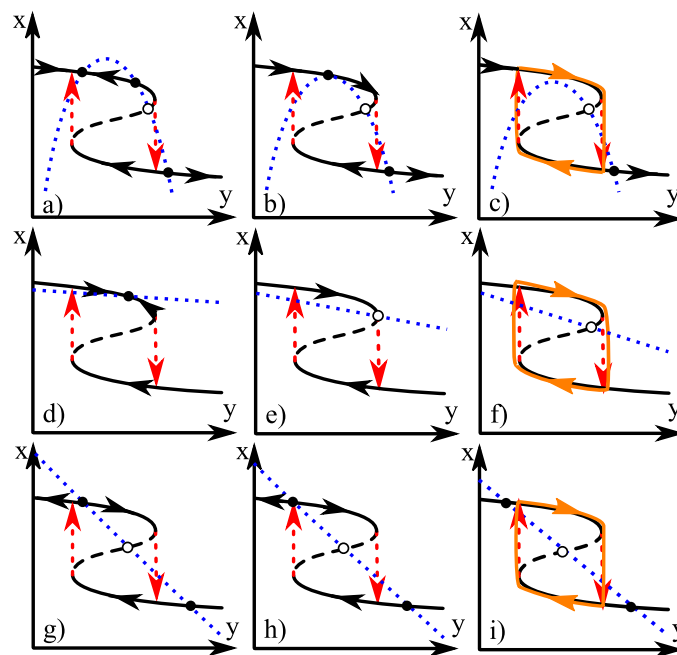 x x x
a) y b) y c) y
x x x
d) y e) y f) y
x x x
g) y h) y i) y